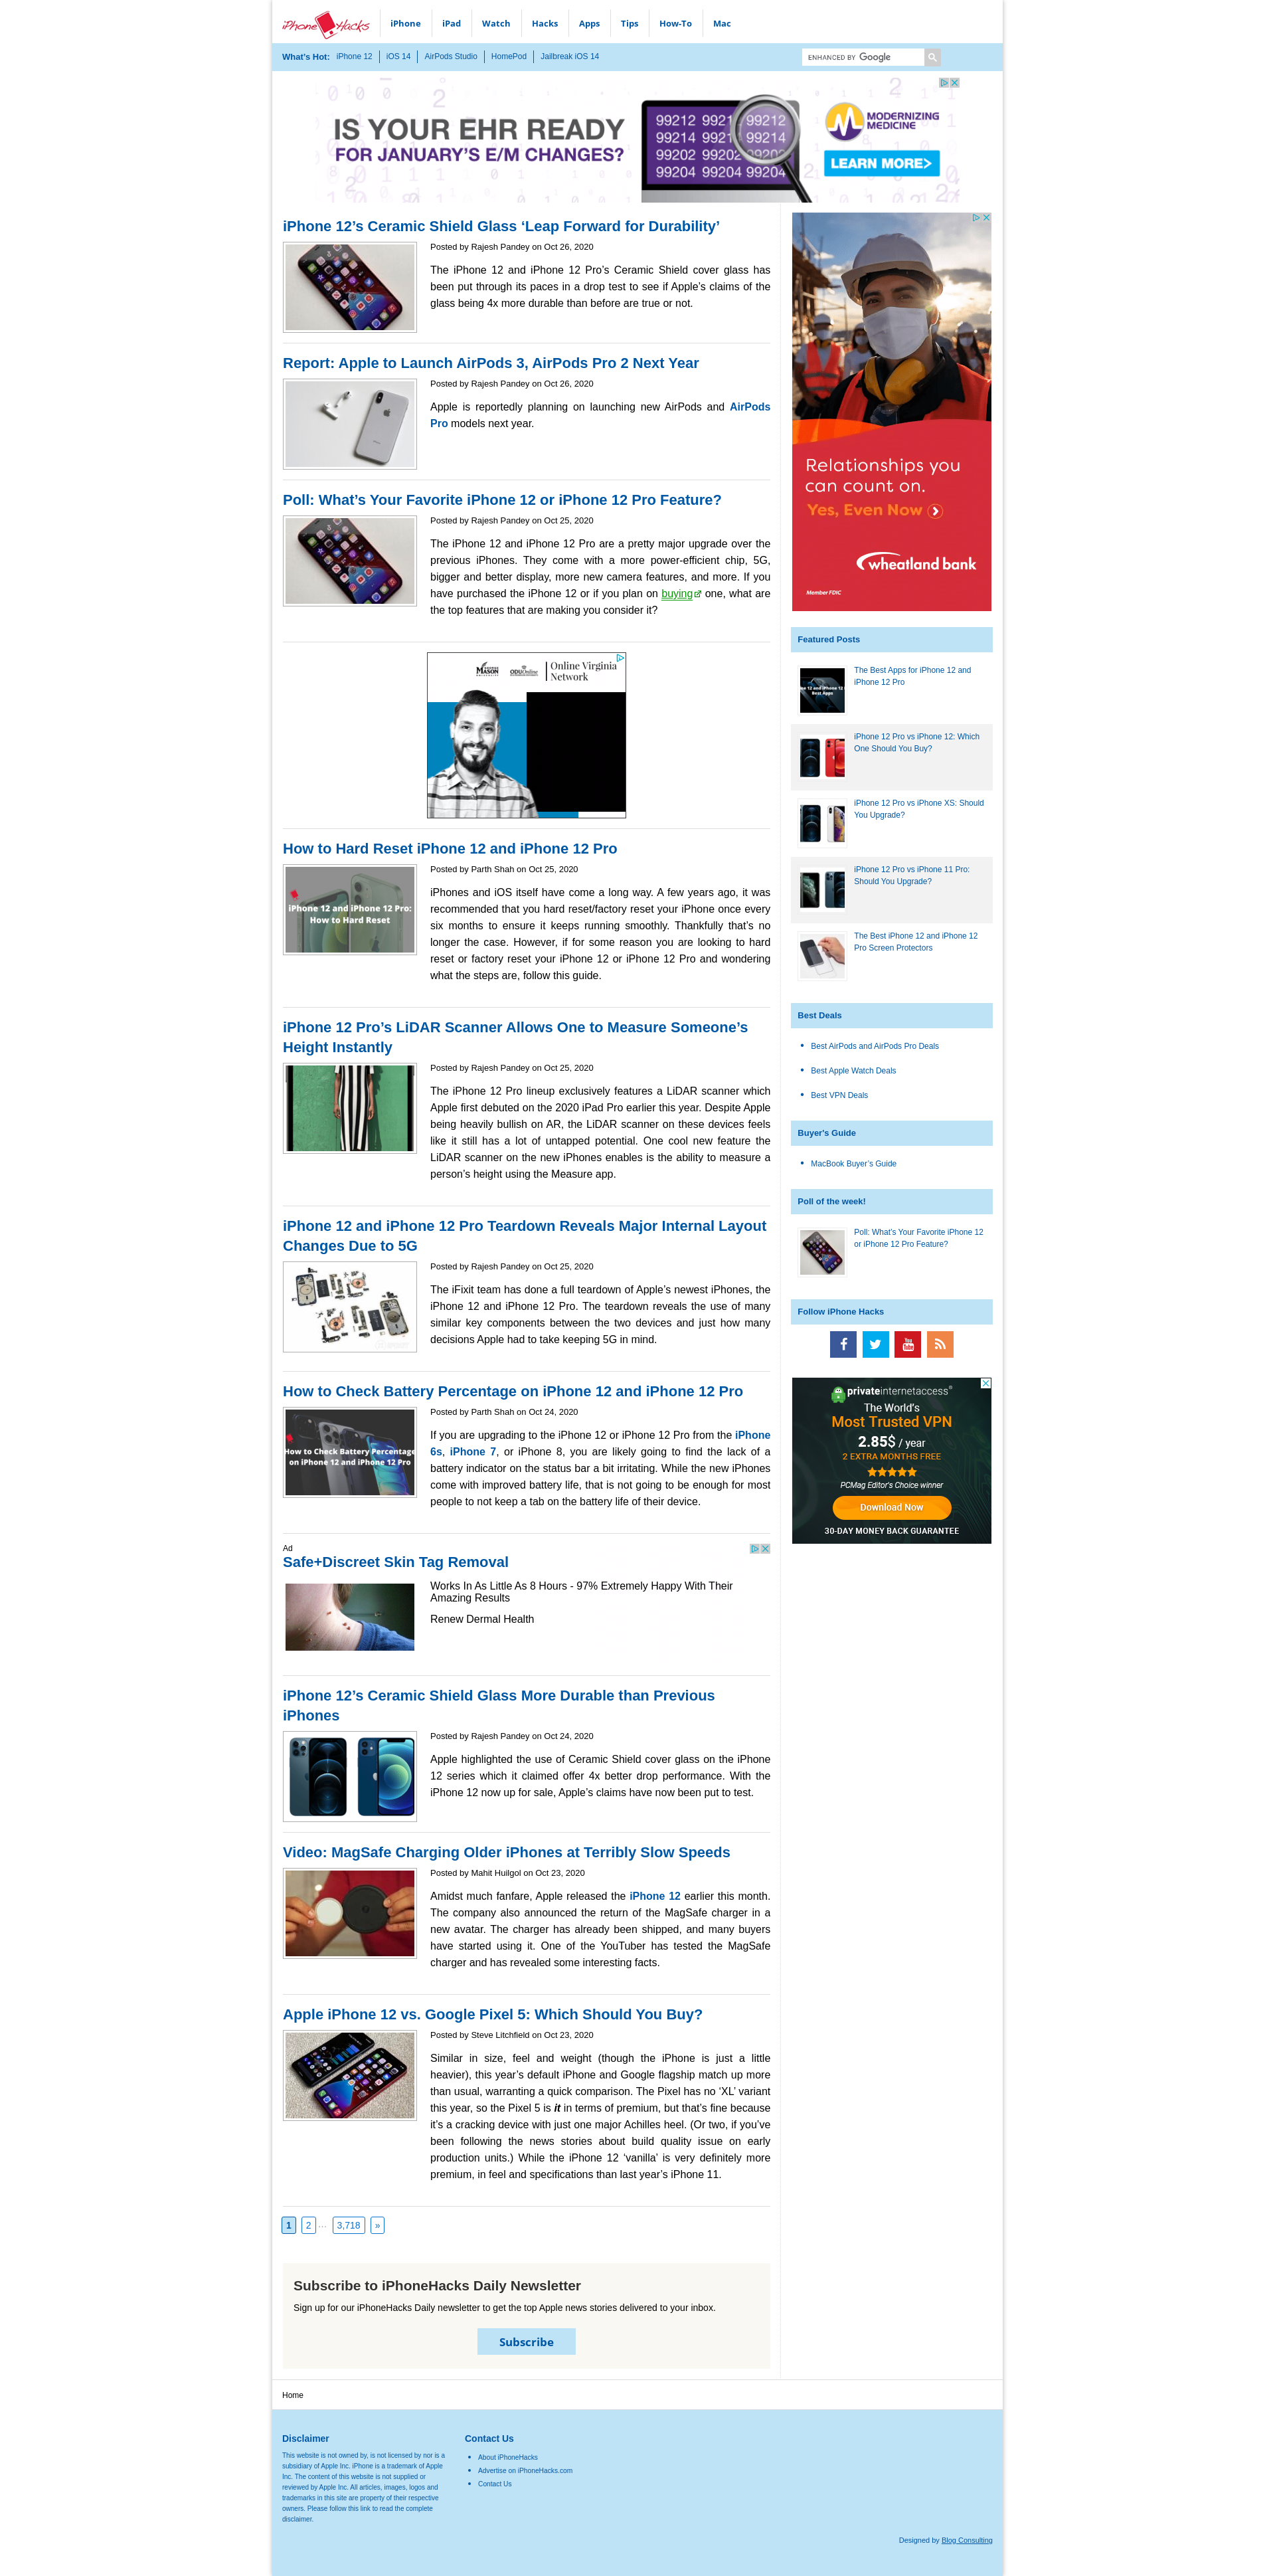 iPhone Hacks
iPhone
iPad
Watch
Hacks
Apps
Tips
How-To
Mac
What's Hot:
iPhone 12
iOS 14
AirPods Studio
HomePod
Jailbreak iOS 14
ENHANCED BY Google
IS YOUR EHR READY
FOR JANUARY'S E/M CHANGES?
MODERNIZING
MEDICINE
LEARN MORE>
iPhone 12’s Ceramic Shield Glass ‘Leap Forward for Durability’
Posted by Rajesh Pandey on Oct 26, 2020
The iPhone 12 and iPhone 12 Pro’s Ceramic Shield cover glass has
been put through its paces in a drop test to see if Apple’s claims of the
glass being 4x more durable than before are true or not.
Report: Apple to Launch AirPods 3, AirPods Pro 2 Next Year
Posted by Rajesh Pandey on Oct 26, 2020
Apple is reportedly planning on launching new AirPods and AirPods
Pro models next year.
Poll: What’s Your Favorite iPhone 12 or iPhone 12 Pro Feature?
Posted by Rajesh Pandey on Oct 25, 2020
The iPhone 12 and iPhone 12 Pro are a pretty major upgrade over the
previous iPhones. They come with a more power-efficient chip, 5G,
bigger and better display, more new camera features, and more. If you
have purchased the iPhone 12 or if you plan on buying one, what are
the top features that are making you consider it?
MASON
ODUOnline
Online Virginia
Network
How to Hard Reset iPhone 12 and iPhone 12 Pro
iPhone 12 and iPhone 12 Pro:
How to Hard Reset
Posted by Parth Shah on Oct 25, 2020
iPhones and iOS itself have come a long way. A few years ago, it was
recommended that you hard reset/factory reset your iPhone once every
six months to ensure it keeps running smoothly. Thankfully that’s no
longer the case. However, if for some reason you are looking to hard
reset or factory reset your iPhone 12 or iPhone 12 Pro and wondering
what the steps are, follow this guide.
iPhone 12 Pro’s LiDAR Scanner Allows One to Measure Someone’s
Height Instantly
Posted by Rajesh Pandey on Oct 25, 2020
The iPhone 12 Pro lineup exclusively features a LiDAR scanner which
Apple first debuted on the 2020 iPad Pro earlier this year. Despite Apple
being heavily bullish on AR, the LiDAR scanner on these devices feels
like it still has a lot of untapped potential. One cool new feature the
LiDAR scanner on the new iPhones enables is the ability to measure a
person’s height using the Measure app.
iPhone 12 and iPhone 12 Pro Teardown Reveals Major Internal Layout
Changes Due to 5G
Posted by Rajesh Pandey on Oct 25, 2020
The iFixit team has done a full teardown of Apple’s newest iPhones, the
iPhone 12 and iPhone 12 Pro. The teardown reveals the use of many
similar key components between the two devices and just how many
decisions Apple had to take keeping 5G in mind.
How to Check Battery Percentage on iPhone 12 and iPhone 12 Pro
How to Check Battery Percentage
on iPhone 12 and iPhone 12 Pro
Posted by Parth Shah on Oct 24, 2020
If you are upgrading to the iPhone 12 or iPhone 12 Pro from the iPhone
6s, iPhone 7, or iPhone 8, you are likely going to find the lack of a
battery indicator on the status bar a bit irritating. While the new iPhones
come with improved battery life, that is not going to be enough for most
people to not keep a tab on the battery life of their device.
Ad
Safe+Discreet Skin Tag Removal
Works In As Little As 8 Hours - 97% Extremely Happy With Their
Amazing Results
Renew Dermal Health
iPhone 12’s Ceramic Shield Glass More Durable than Previous
iPhones
Posted by Rajesh Pandey on Oct 24, 2020
Apple highlighted the use of Ceramic Shield cover glass on the iPhone
12 series which it claimed offer 4x better drop performance. With the
iPhone 12 now up for sale, Apple’s claims have now been put to test.
Video: MagSafe Charging Older iPhones at Terribly Slow Speeds
Posted by Mahit Huilgol on Oct 23, 2020
Amidst much fanfare, Apple released the iPhone 12 earlier this month.
The company also announced the return of the MagSafe charger in a
new avatar. The charger has already been shipped, and many buyers
have started using it. One of the YouTuber has tested the MagSafe
charger and has revealed some interesting facts.
Apple iPhone 12 vs. Google Pixel 5: Which Should You Buy?
Posted by Steve Litchfield on Oct 23, 2020
Similar in size, feel and weight (though the iPhone is just a little
heavier), this year’s default iPhone and Google flagship match up more
than usual, warranting a quick comparison. The Pixel has no ‘XL’ variant
this year, so the Pixel 5 is it in terms of premium, but that’s fine because
it’s a cracking device with just one major Achilles heel. (Or two, if you’ve
been following the news stories about build quality issue on early
production units.) While the iPhone 12 ‘vanilla’ is very definitely more
premium, in feel and specifications than last year’s iPhone 11.
1 2 ... 3,718 »
Subscribe to iPhoneHacks Daily Newsletter
Sign up for our iPhoneHacks Daily newsletter to get the top Apple news stories delivered to your inbox.
Subscribe
Relationships you
can count on.
Yes, Even Now
wheatland bank
Member FDIC
Featured Posts
The Best Apps for iPhone 12 and
iPhone 12 Pro
iPhone 12 Pro vs iPhone 12: Which
One Should You Buy?
iPhone 12 Pro vs iPhone XS: Should
You Upgrade?
iPhone 12 Pro vs iPhone 11 Pro:
Should You Upgrade?
The Best iPhone 12 and iPhone 12
Pro Screen Protectors
Best Deals
Best AirPods and AirPods Pro Deals
Best Apple Watch Deals
Best VPN Deals
Buyer's Guide
MacBook Buyer’s Guide
Poll of the week!
Poll: What’s Your Favorite iPhone 12
or iPhone 12 Pro Feature?
Follow iPhone Hacks
privateinternetaccess®
The World's
Most Trusted VPN
2.85$ / year
2 EXTRA MONTHS FREE
PCMag Editor's Choice winner
Download Now
30-DAY MONEY BACK GUARANTEE
Home
Disclaimer
This website is not owned by, is not licensed by nor is a
subsidiary of Apple Inc. iPhone is a trademark of Apple
Inc. The content of this website is not supplied or
reviewed by Apple Inc. All articles, images, logos and
trademarks in this site are property of their respective
owners. Please follow this link to read the complete
disclaimer.
Contact Us
About iPhoneHacks
Advertise on iPhoneHacks.com
Contact Us
Designed by Blog Consulting